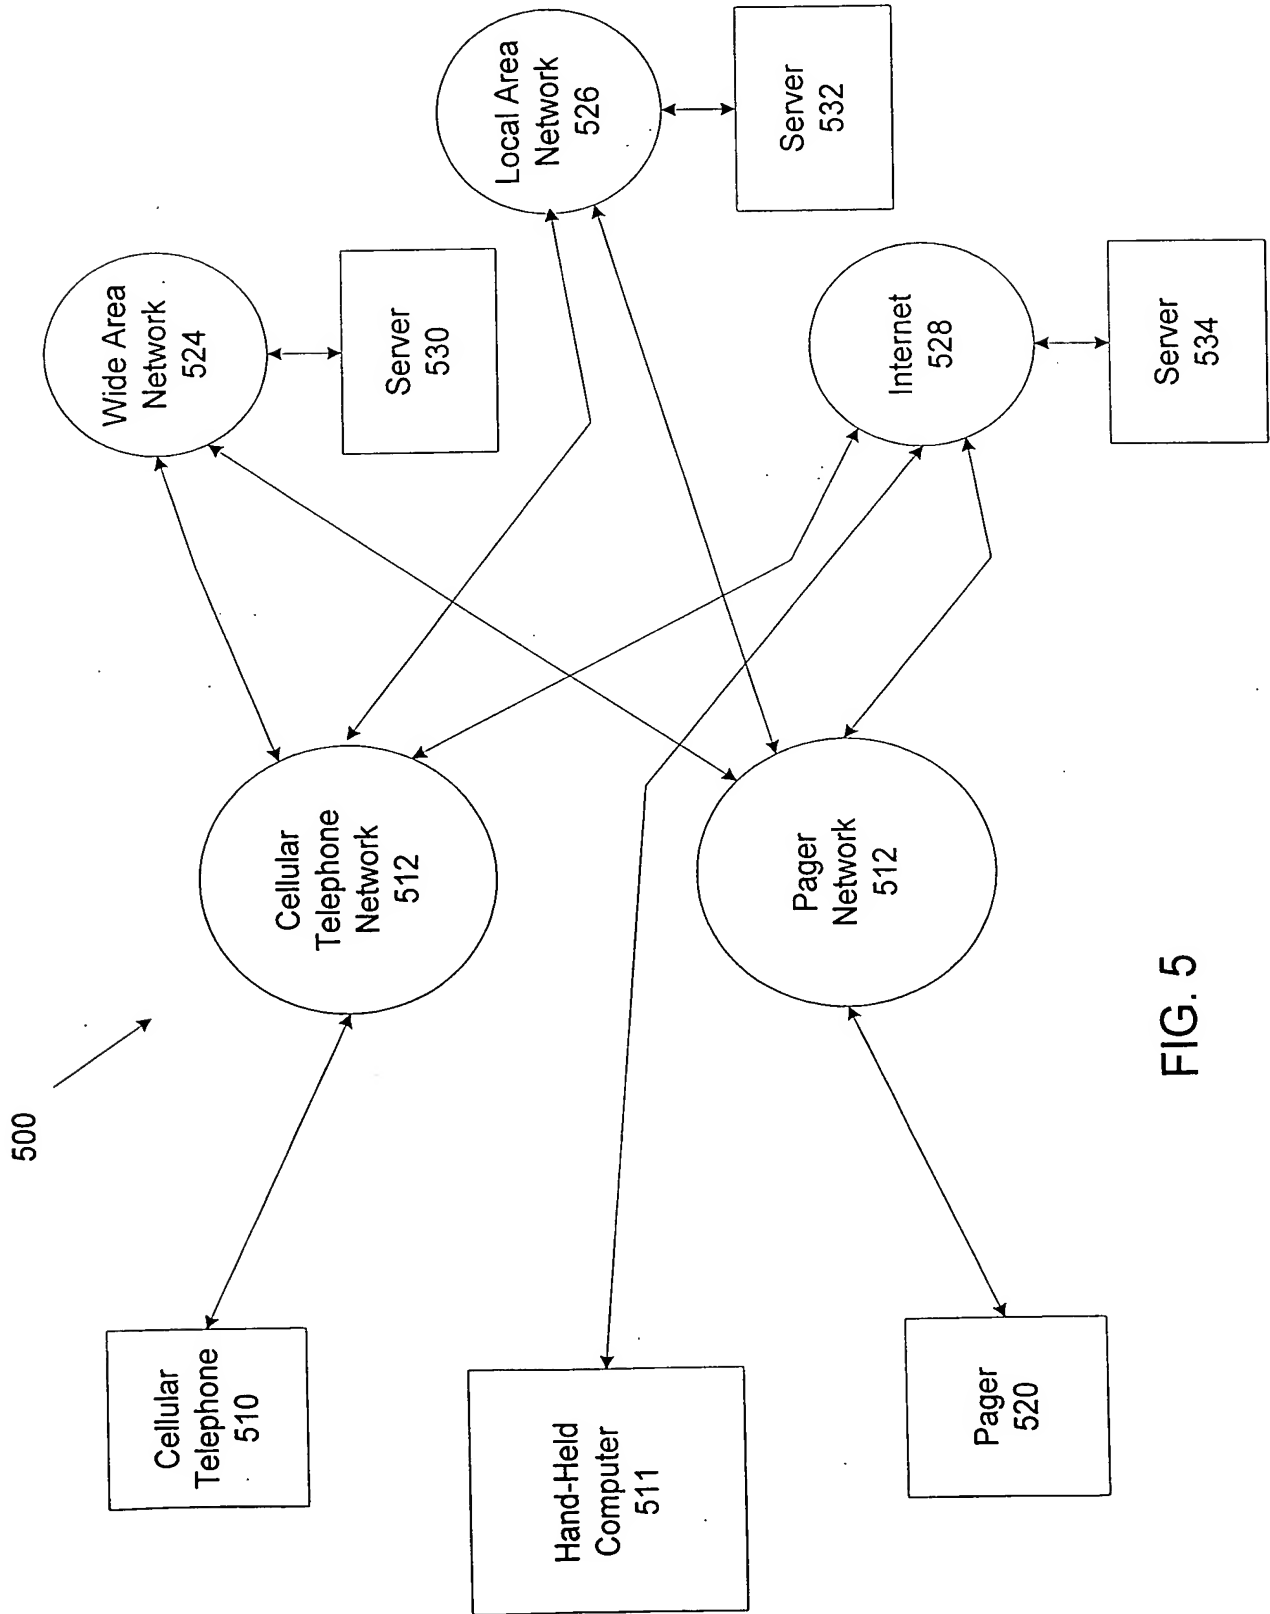 500
Cellular
Telephone
510
Hand-Held
Computer
511
Pager
520
Cellular
Telephone
Network
512
Pager
Network
512
Wide Area
Network
524
Server
530
Local Area
Network
526
Server
532
Internet
528
Server
534
FIG. 5